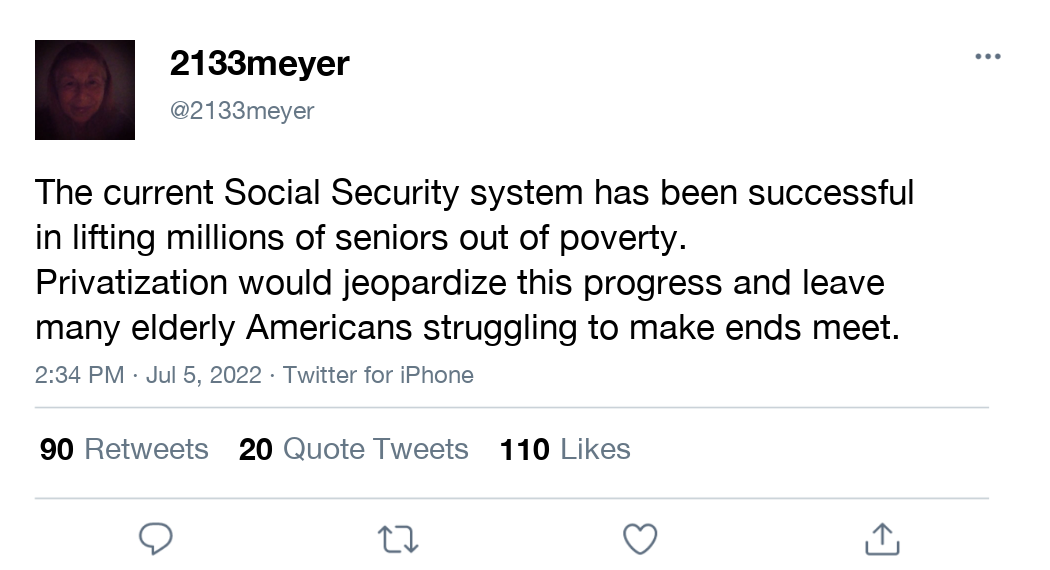 2133meyer
@2133meyer
The current Social Security system has been successful
in lifting millions of seniors out of poverty.
Privatization would jeopardize this progress and leave
many elderly Americans struggling to make ends meet.
2:34 PM · Jul 5, 2022 · Twitter for iPhone
90 Retweets 20 Quote Tweets 110 Likes